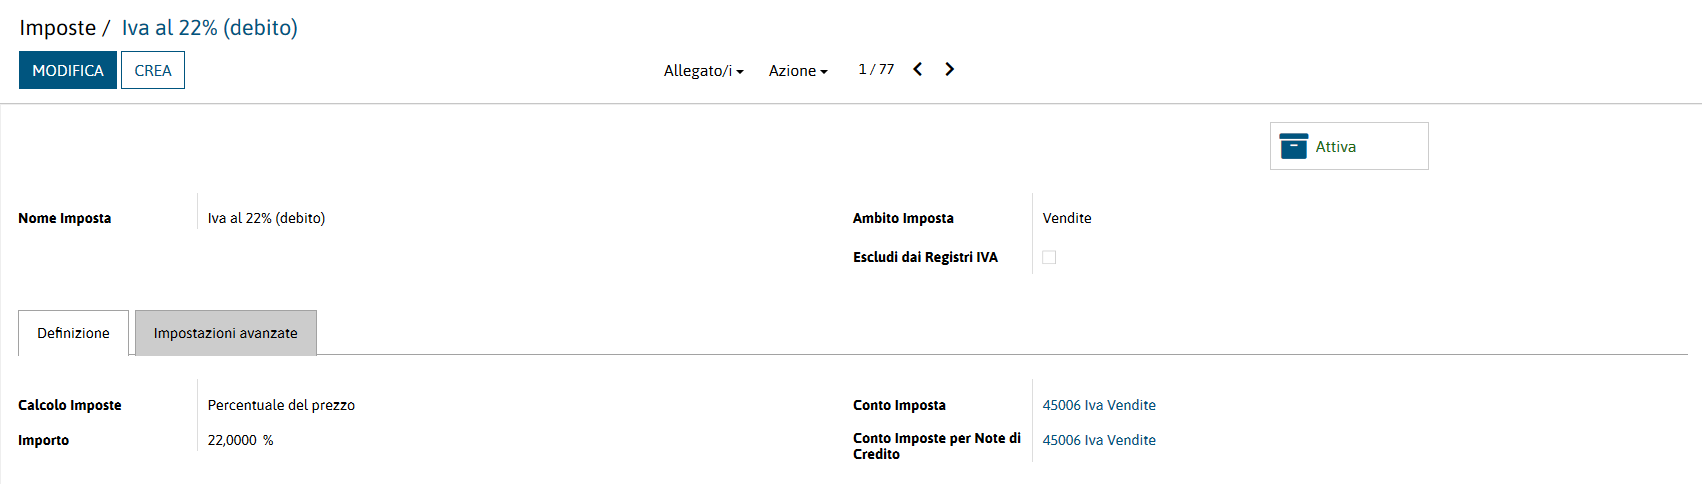 Imposte / Iva al 22% (debito)
MODIFICA CREA Allegato/i Azione 1 / 77
Attiva
Nome Imposta Iva al 22% (debito) Ambito Imposta Vendite
Escludi dai Registri IVA
Definizione Impostazioni avanzate
Calcolo Imposte Percentuale del prezzo Conto Imposta 45006 Iva Vendite
Importo 22,0000 % Conto Imposte per Note di Credito 45006 Iva Vendite